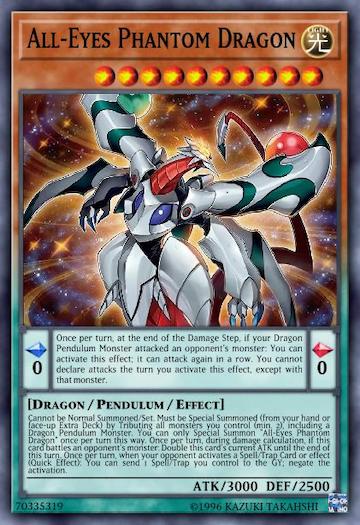 All-Eyes Phantom Dragon
LIGHT
光
Once per turn, at the end of the Damage Step, if your Dragon
Pendulum Monster attacked an opponent's monster: You can
activate this effect; it can attack again in a row. You cannot
declare attacks the turn you activate this effect, except with
that monster.
0
0
[Dragon / Pendulum / Effect]
Cannot be Normal Summoned/Set. Must be Special Summoned (from your hand or
face-up Extra Deck) by Tributing all monsters you control (min. 2), including a
Dragon Pendulum Monster. You can only Special Summon "All-Eyes Phantom
Dragon" once per turn this way. Once per turn, during damage calculation, if this
card battles an opponent's monster: Double this card's current ATK until the end of
this turn. Once per turn, when your opponent activates a Spell/Trap Card or effect
(Quick Effect): You can send 1 Spell/Trap you control to the GY; negate the
activation.
ATK/3000 DEF/2500
70335319
©1996 KAZUKI TAKAHSHI